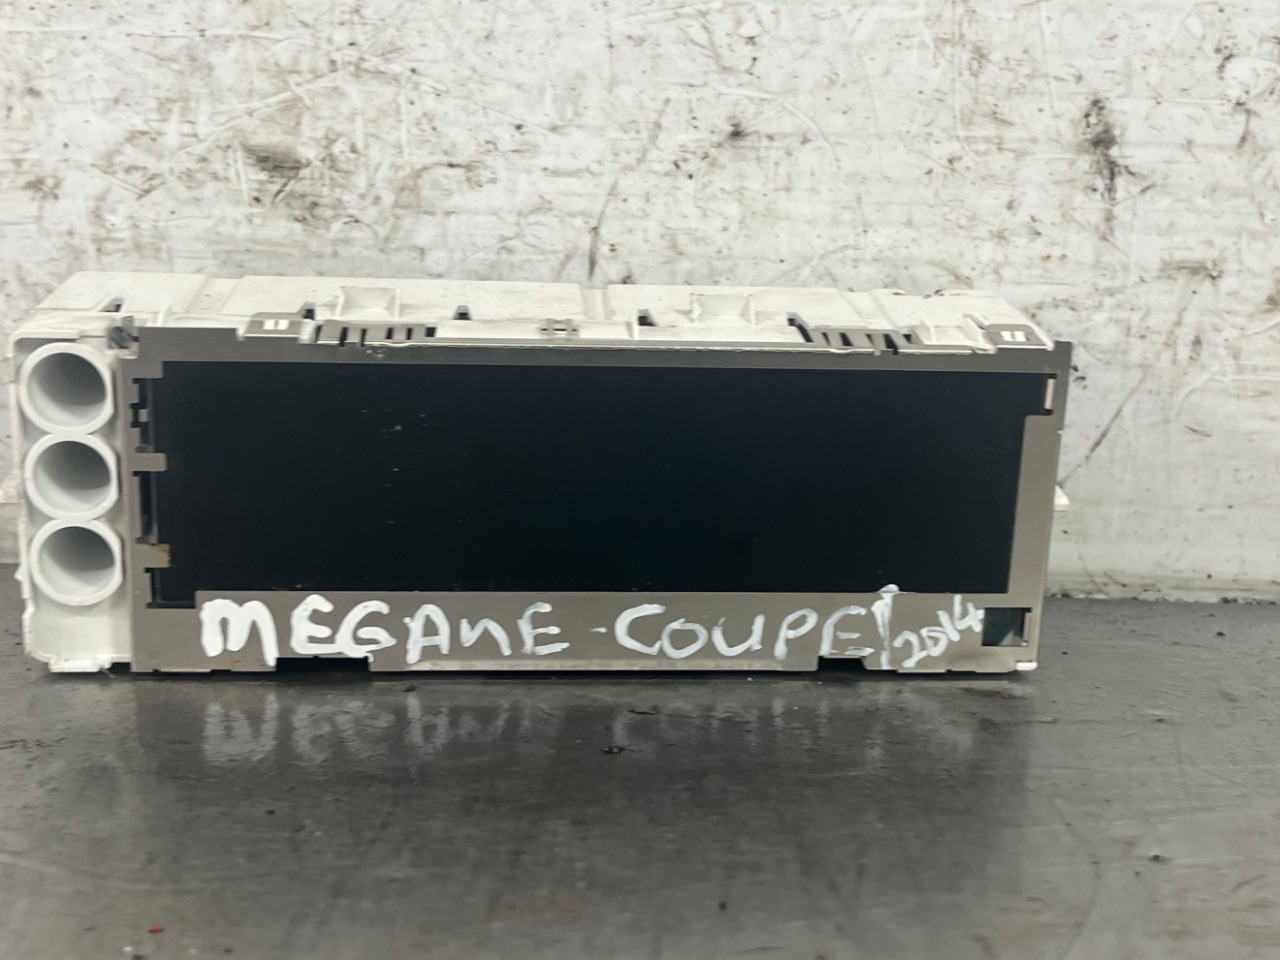 MEGANE - COUPE / 2014